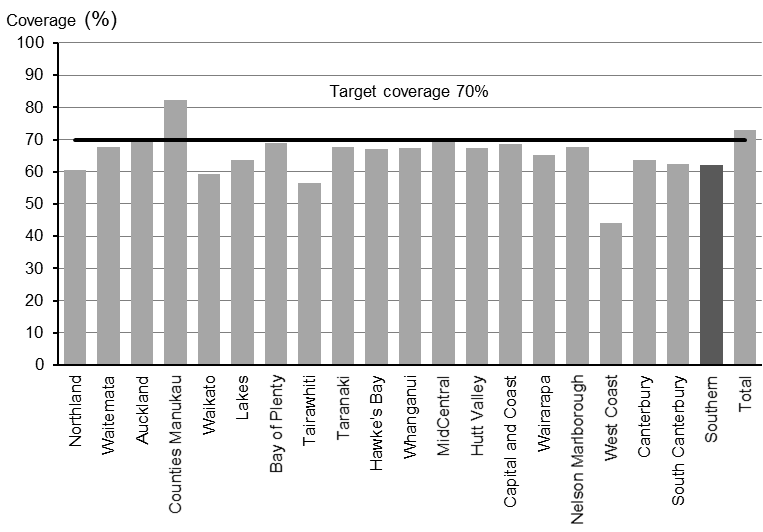 Coverage (%)
100
90
80
70
60
50
40
30
20
10
0
Target coverage 70%
Northland
Waitemata
Auckland
Counties Manukau
Waikato
Lakes
Bay of Plenty
Tairawhiti
Taranaki
Hawke's Bay
Whanganui
MidCentral
Hutt Valley
Capital and Coast
Wairarapa
Nelson Marlborough
West Coast
Canterbury
South Canterbury
Southern
Total